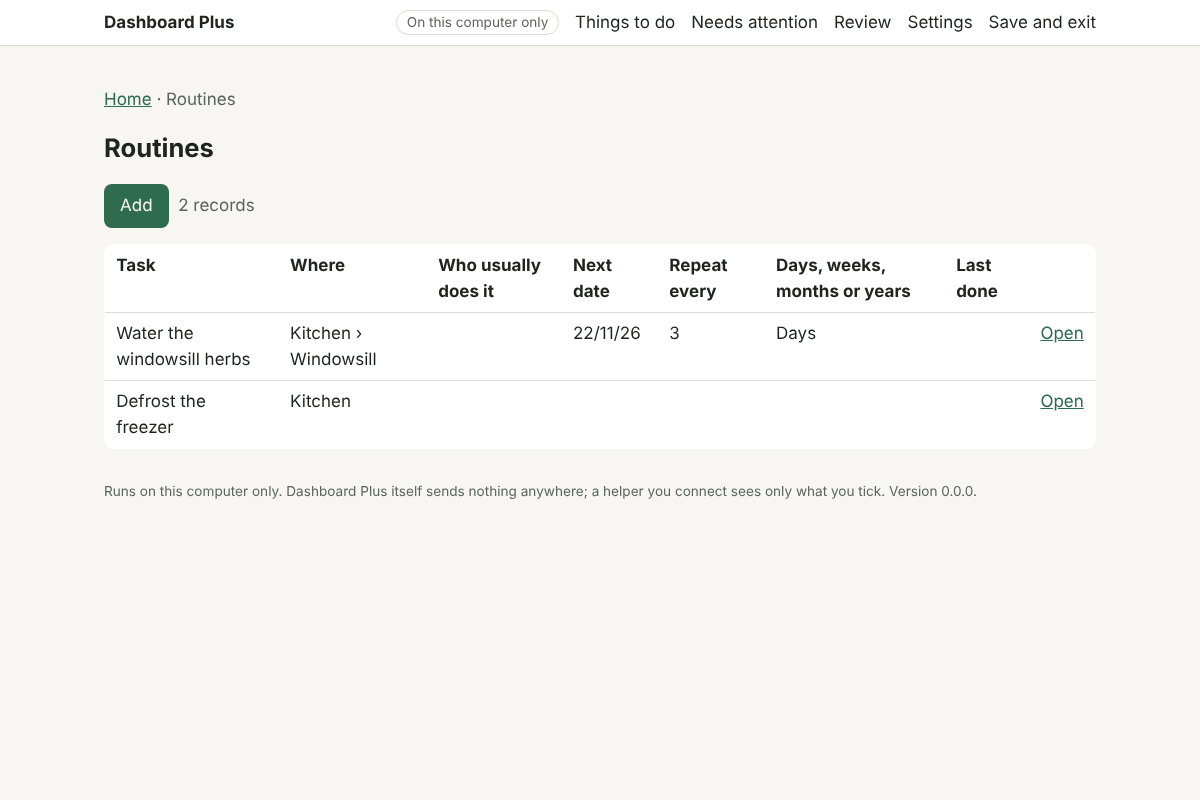 Dashboard Plus
On this computer only Things to do Needs attention Review Settings Save and exit
Home · Routines
Routines
Add 2 records
Task Where Who usually does it Next date Repeat every Days, weeks, months or years Last done
Water the windowsill herbs Kitchen › Windowsill 22/11/26 3 Days Open
Defrost the freezer Kitchen Open
Runs on this computer only. Dashboard Plus itself sends nothing anywhere; a helper you connect sees only what you tick. Version 0.0.0.